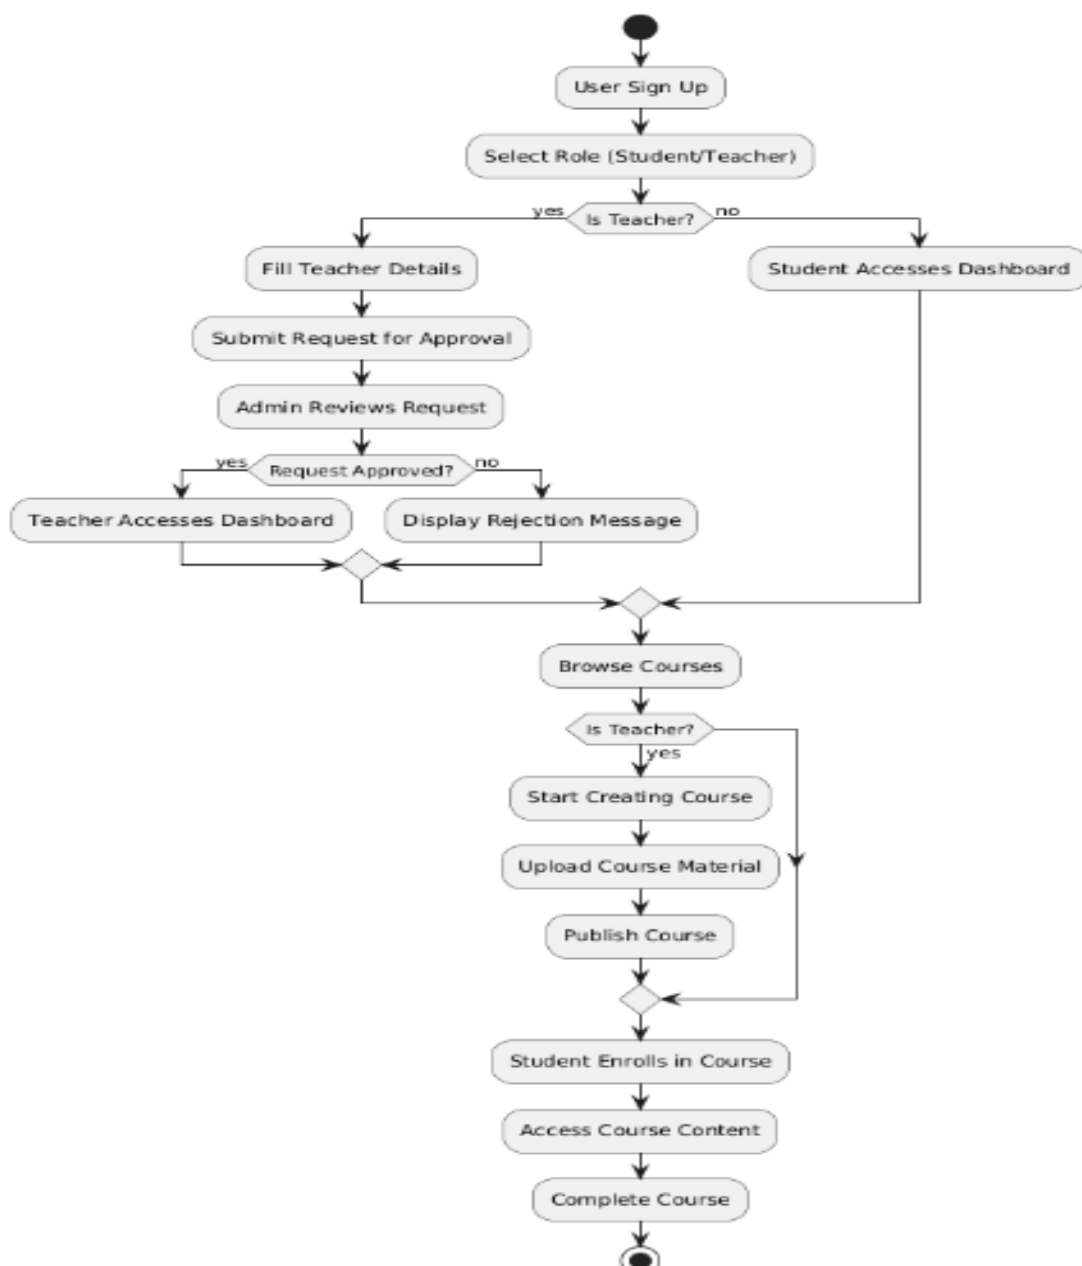 User Sign Up
Select Role (Student/Teacher)
yes
Is Teacher?
no
Fill Teacher Details
Student Accesses Dashboard
Submit Request for Approval
Admin Reviews Request
yes
Request Approved?
no
Teacher Accesses Dashboard
Display Rejection Message
Browse Courses
Is Teacher?
yes
Start Creating Course
Upload Course Material
Publish Course
Student Enrolls in Course
Access Course Content
Complete Course